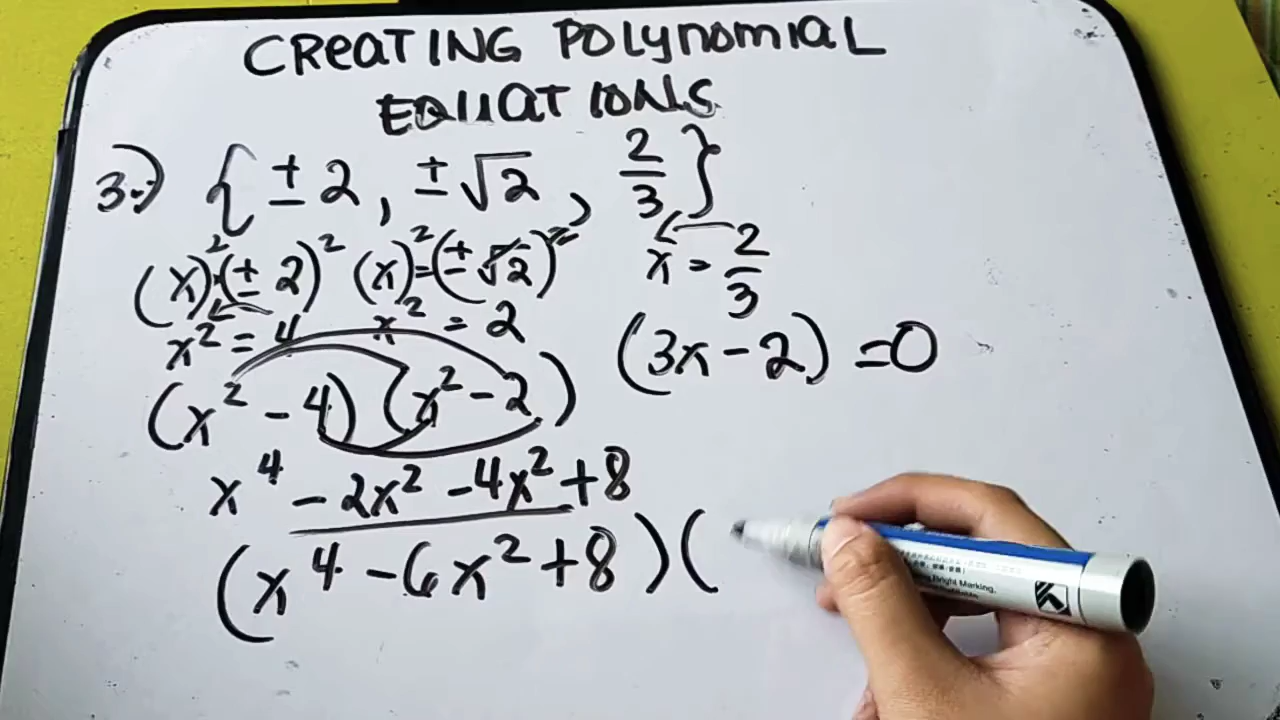 CREATING POLYNOMIAL
EQUATIONS
3.) { ± 2 , ± √2 , 2/3 }
(x)² = (± 2)² (x)² = (± √2)² x = 2/3
x² = 4 x² = 2
(x² - 4) (x² - 2) (3x - 2) = 0
x⁴ - 2x² - 4x² + 8
(x⁴ - 6x² + 8) (